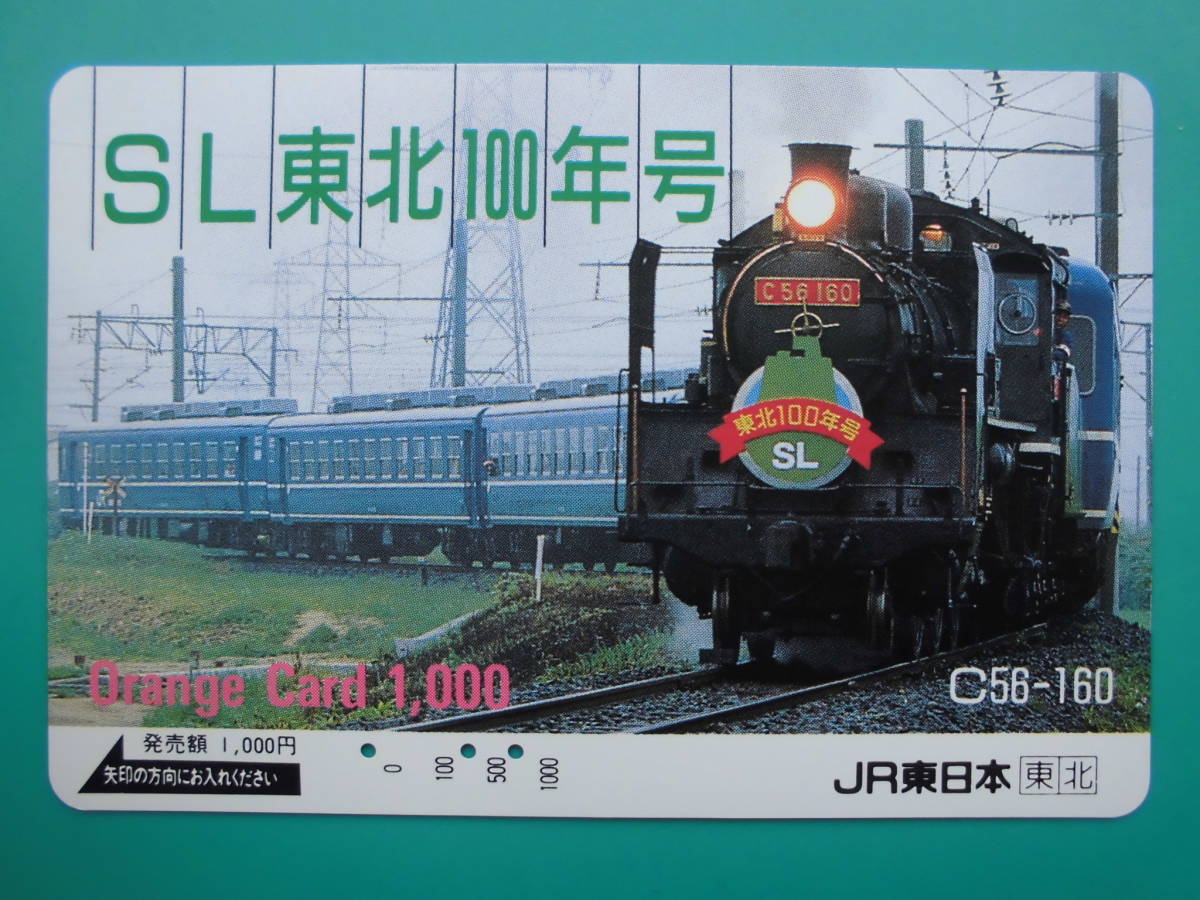 SL東北100年号
C56 160
東北100年号
SL
Orange Card 1,000
C56-160
発売額 1,000円
矢印の方向にお入れください
0 100 500 1000
JR東日本 東北